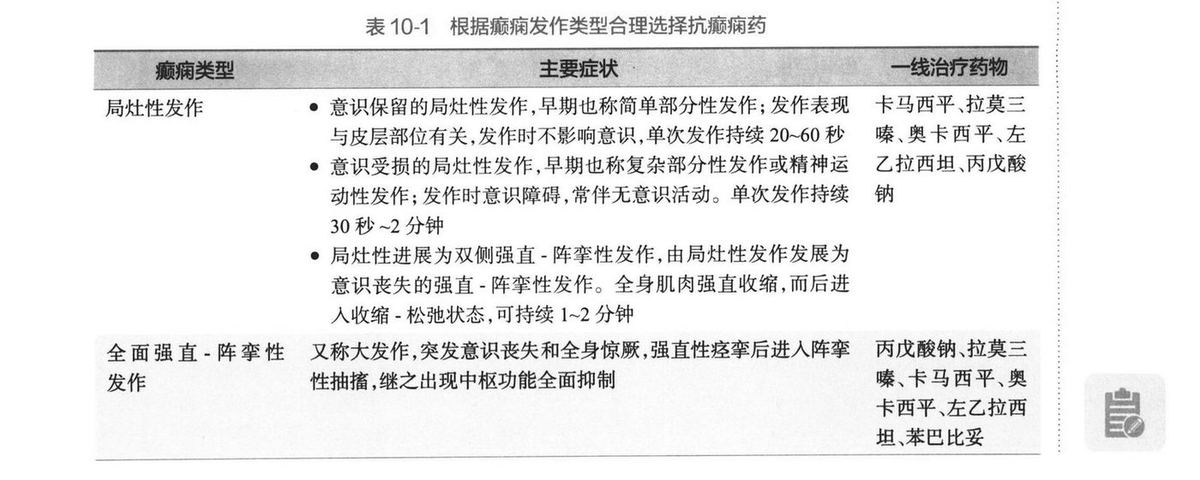 表 10-1 根据癫痫发作类型合理选择抗癫痫药
癫痫类型 主要症状 一线治疗药物
局灶性发作
• 意识保留的局灶性发作,早期也称简单部分性发作;发作表现
与皮层部位有关,发作时不影响意识,单次发作持续 20~60 秒
• 意识受损的局灶性发作,早期也称复杂部分性发作或精神运
动性发作;发作时意识障碍,常伴无意识活动。单次发作持续
30 秒 ~2 分钟
• 局灶性进展为双侧强直 - 阵挛性发作,由局灶性发作发展为
意识丧失的强直 - 阵挛性发作。全身肌肉强直收缩,而后进
入收缩 - 松弛状态,可持续 1~2 分钟
卡马西平、拉莫三
嗪、奥卡西平、左
乙拉西坦、丙戊酸
钠
全面强直 - 阵挛性
发作
又称大发作,突发意识丧失和全身惊厥,强直性痉挛后进入阵挛
性抽搐,继之出现中枢功能全面抑制
丙戊酸钠、拉莫三
嗪、卡马西平、奥
卡西平、左乙拉西
坦、苯巴比妥